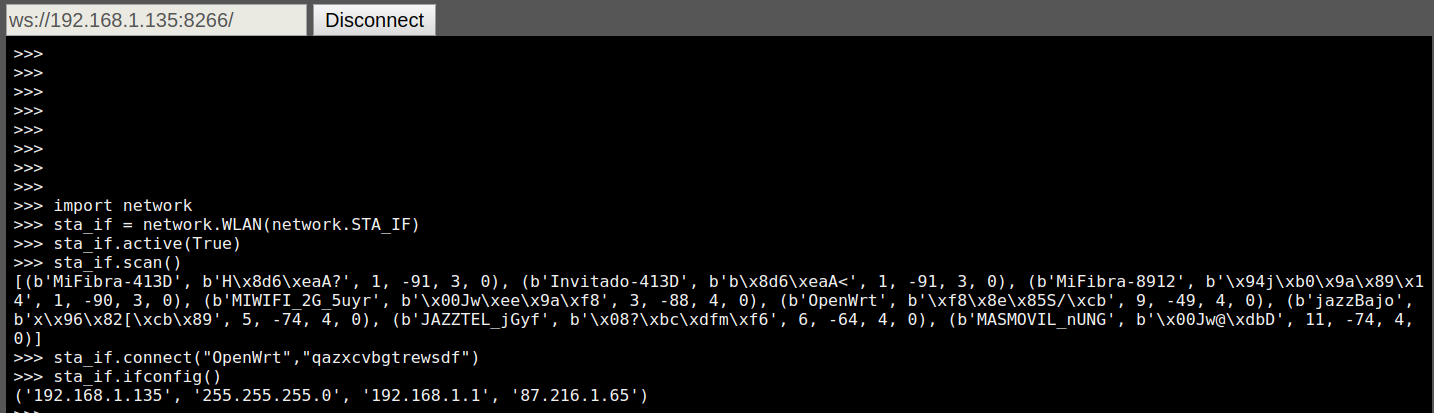 ws://192.168.1.135:8266/ Disconnect
>>>
>>>
>>>
>>>
>>>
>>>
>>>
>>>
>>> import network
>>> sta_if = network.WLAN(network.STA_IF)
>>> sta_if.active(True)
>>> sta_if.scan()
[(b'MiFibra-413D', b'H\x8d6\xeaA?', 1, -91, 3, 0), (b'Invitado-413D', b'b\x8d6\xeaA<', 1, -91, 3, 0), (b'MiFibra-8912', b'\x94j\xb0\x9a\x89\x1
4', 1, -90, 3, 0), (b'MIWIFI_2G_5uyr', b'\x00Jw\xee\x9a\xf8', 3, -88, 4, 0), (b'OpenWrt', b'\xf8\x8e\x85S/\xcb', 9, -49, 4, 0), (b'jazzBajo',
b'x\x96\x82[\xcb\x89', 5, -74, 4, 0), (b'JAZZTEL_jGyf', b'\x08?\xbc\xdfm\xf6', 6, -64, 4, 0), (b'MASMOVIL_nUNG', b'\x00Jw@\xdbD', 11, -74, 4,
0)]
>>> sta_if.connect("OpenWrt","qazxcvbgtrewsdf")
>>> sta_if.ifconfig()
('192.168.1.135', '255.255.255.0', '192.168.1.1', '87.216.1.65')
>>>